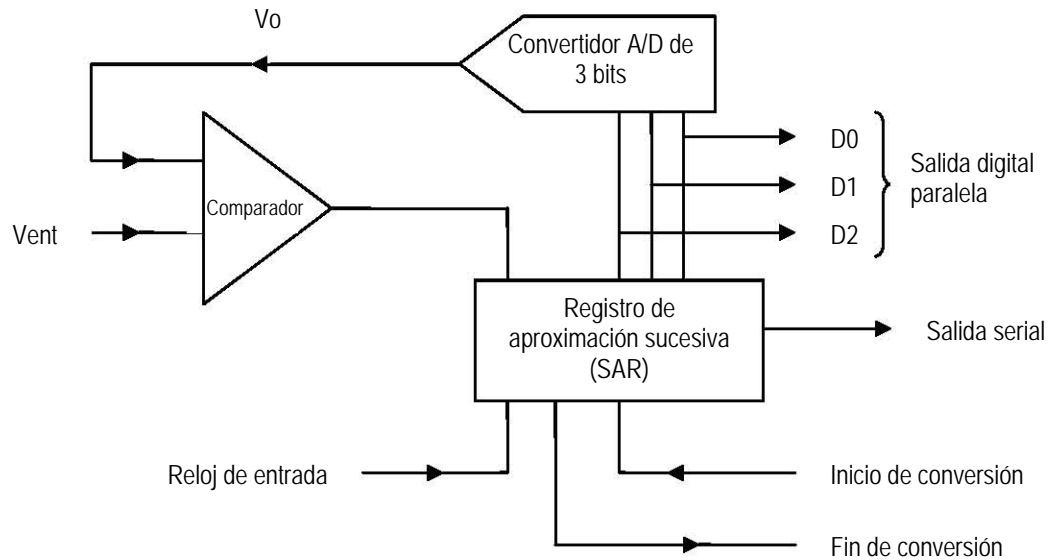 Vo
Convertidor A/D de
3 bits
D0
D1
D2
Salida digital
paralela
Comparador
Vent
Registro de
aproximación sucesiva
(SAR)
Salida serial
Reloj de entrada
Inicio de conversión
Fin de conversión